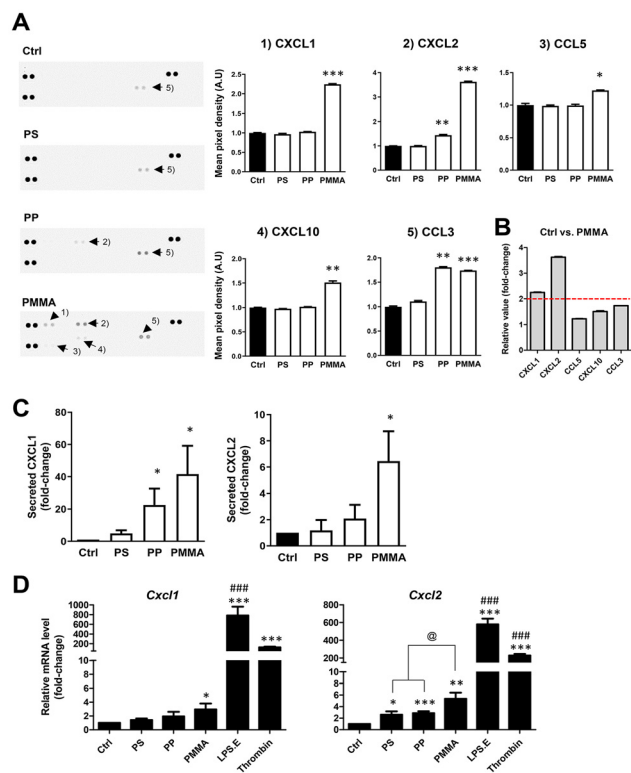 A
Ctrl
5)
PS
5)
PP
2)
5)
PMMA
1)
2)
5)
3)
4)
1) CXCL1
Mean pixel density (A.U)
2.5
2.0
1.5
1.0
0.5
0.0
***
Ctrl PS PP PMMA
2) CXCL2
4
3
2
1
0
**
***
Ctrl PS PP PMMA
3) CCL5
1.5
1.0
0.5
0.0
*
Ctrl PS PP PMMA
4) CXCL10
Mean pixel density (A.U)
2.0
1.5
1.0
0.5
0.0
**
Ctrl PS PP PMMA
5) CCL3
2.0
1.5
1.0
0.5
0.0
** ***
Ctrl PS PP PMMA
B
Ctrl vs. PMMA
Relative value (fold-change)
4
3
2
1
0
CXCL1
CXCL2
CCL5
CXCL10
CCL3
C
Secreted CXCL1
(fold-change)
80
60
40
20
0
*
*
Ctrl PS PP PMMA
Secreted CXCL2
(fold-change)
8
6
4
2
0
*
Ctrl PS PP PMMA
D
Cxcl1
Relative mRNA level
(fold-change)
1000
800
600
400
200
10
8
6
4
2
0
*
###
***
***
Ctrl
PS
PP
PMMA
LPS.E
Thrombin
Cxcl2
800
600
400
200
10
8
6
4
2
0
@
*
***
**
###
***
###
***
Ctrl
PS
PP
PMMA
LPS.E
Thrombin